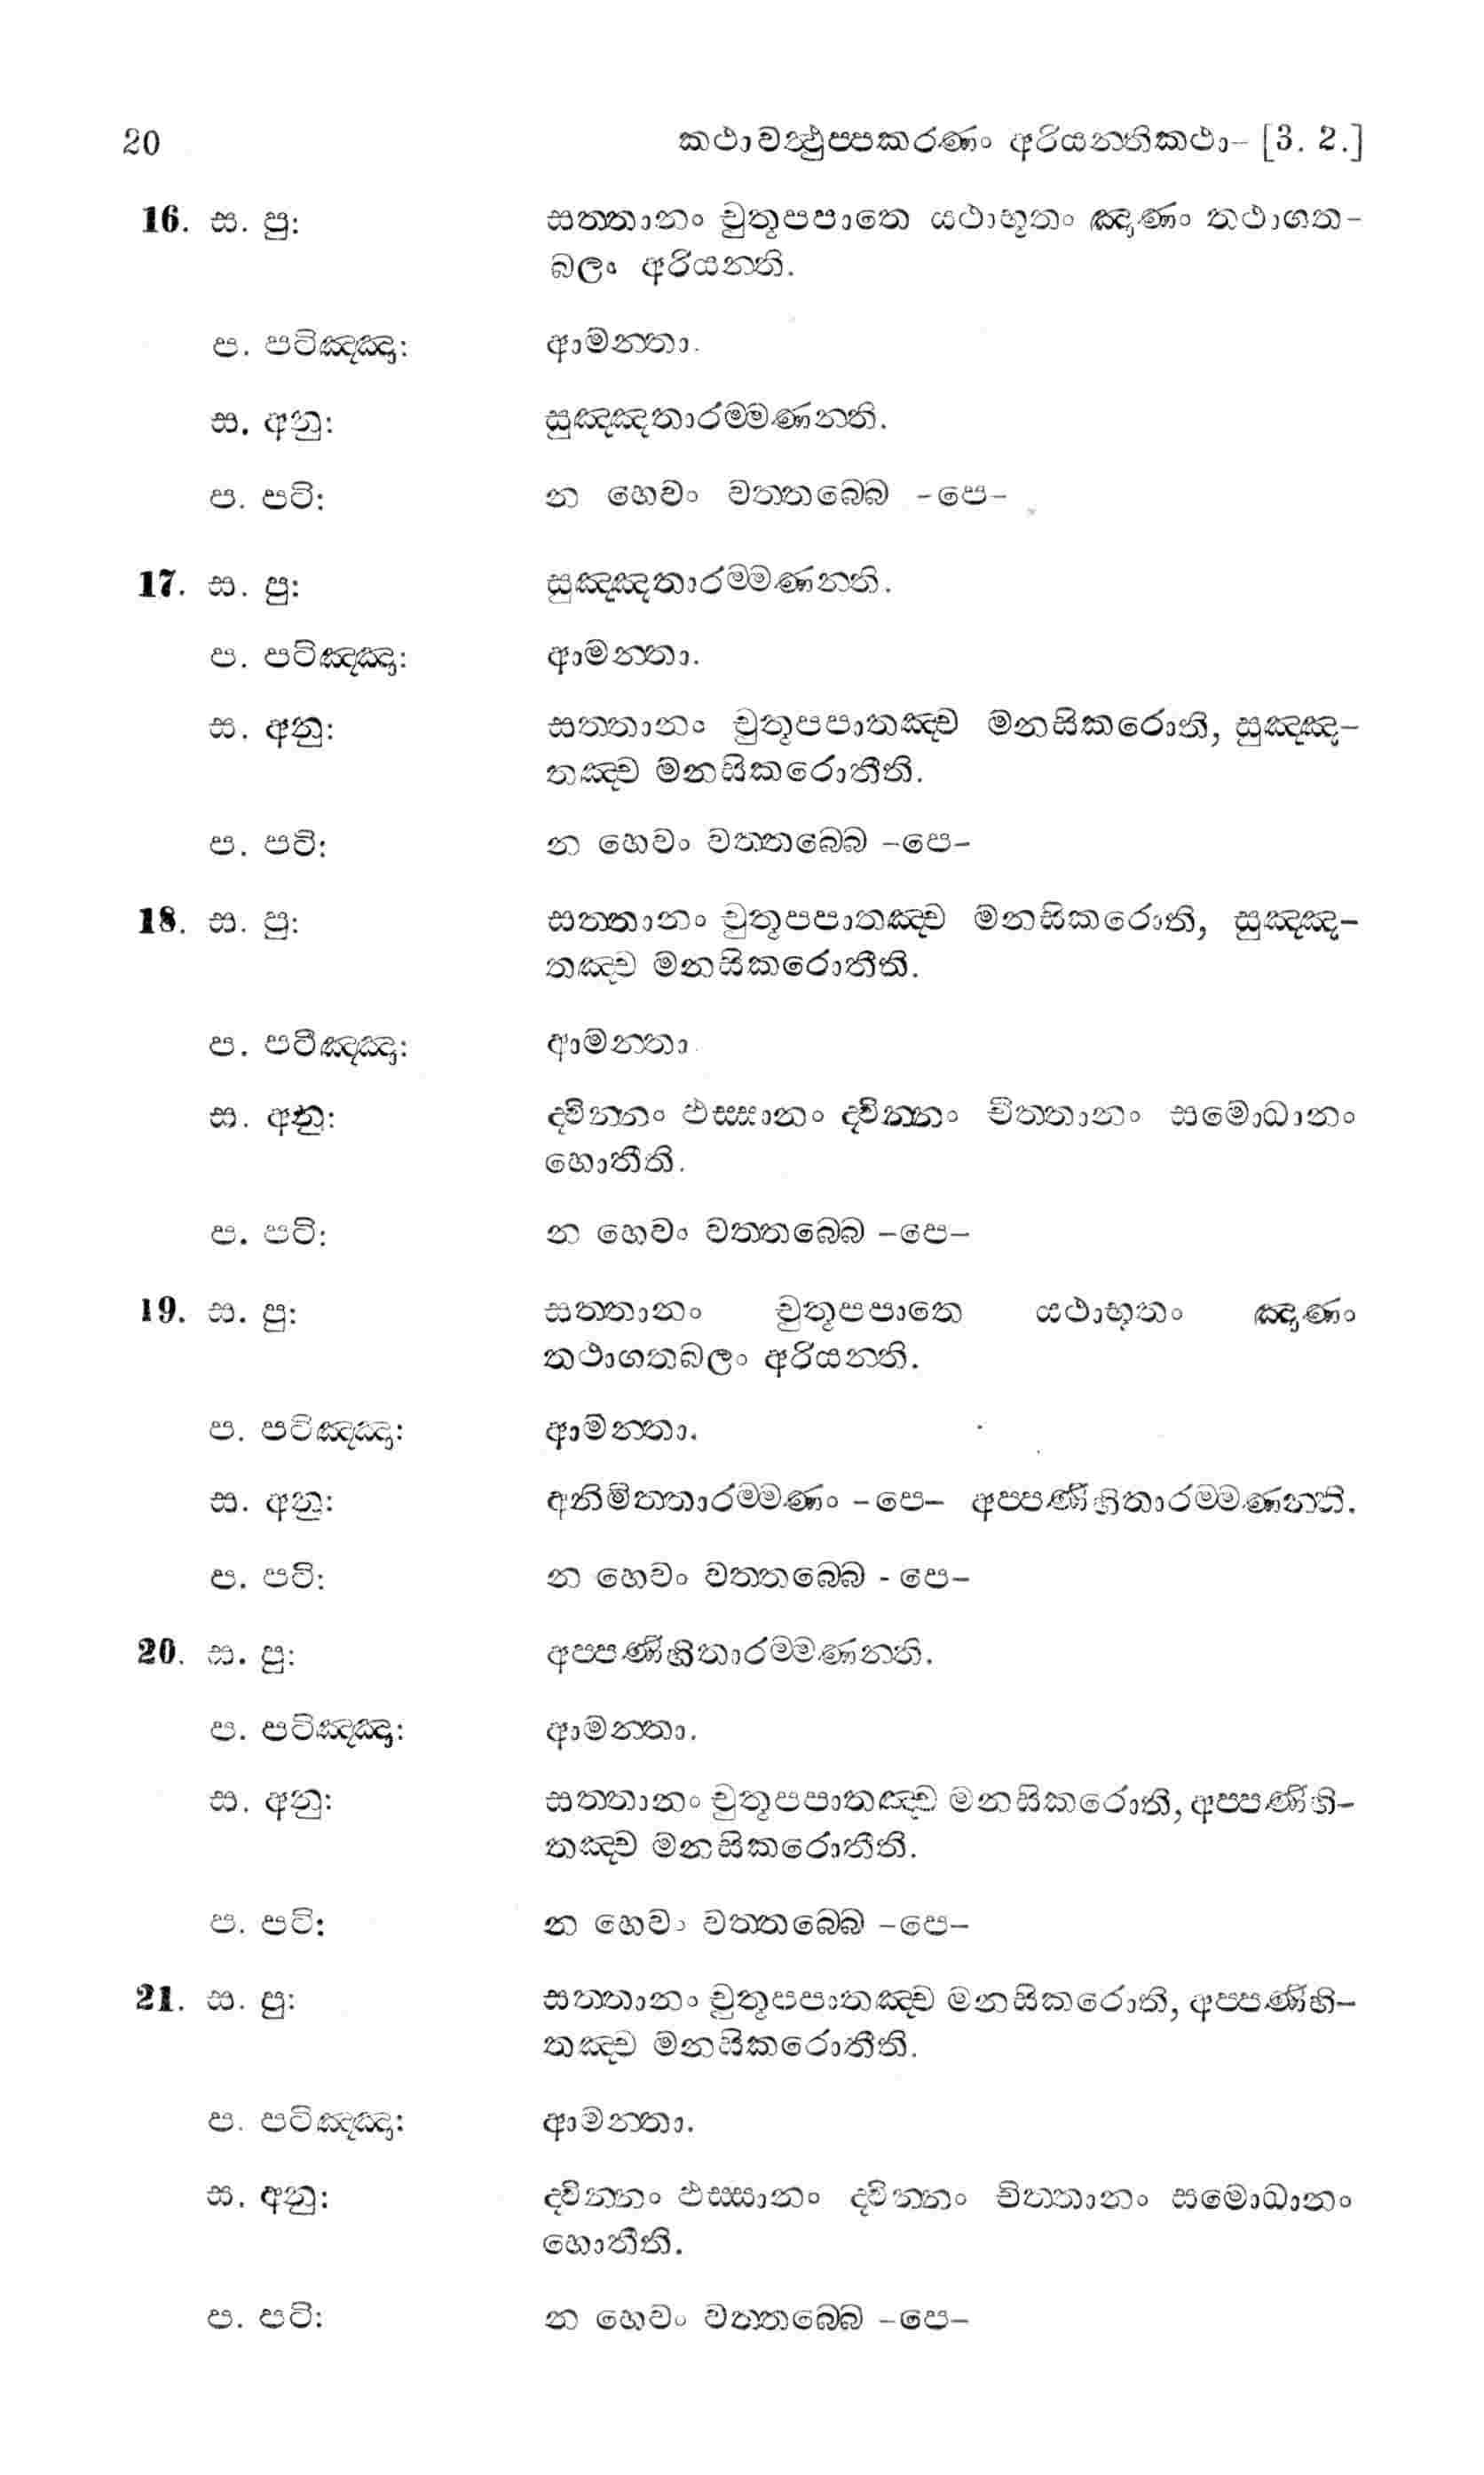 20 කථාවත්‍ථුප්පකරණං අරියන්තිකථා- [3. 2.]
16. ස. පු: සත්තානං චුතූපපාතෙ යථාභූතං ඤාණං තථාගත-
බලං අරියන්ති.
ප. පටිඤ්ඤා: ආමන්තා.
ස. අනු: සුඤ්ඤතාරම්මණන්ති.
ප. පටි: න හෙවං වත්තබ්බෙ -පෙ-
17. ස. පු: සුඤ්ඤතාරම්මණන්ති.
ප. පටිඤ්ඤා: ආමන්තා.
ස. අනු: සත්තානං චුතූපපාතඤ්ච මනසිකරොති, සුඤ්ඤ-
තඤ්ච මනසිකරොතීති.
ප. පටි: න හෙවං වත්තබ්බෙ -පෙ-
18. ස. පු: සත්තානං චුතූපපාතඤ්ච මනසිකරොති, සුඤ්ඤ-
තඤ්ච මනසිකරොතීති.
ප. පටීඤ්ඤා: ආමන්තා.
ස. අනු: ද්වින්නං ඵස්සානං ද්වින්නං චිත්තානං සමොධානං
හොතීති.
ප. පටි: න හෙවං වත්තබ්බෙ -පෙ-
19. ස. පු: සත්තානං චුතූපපාතෙ යථාභූතං ඤාණං
තථාගතබලං අරියන්ති.
ප. පටිඤ්ඤා: ආමන්තා.
ස. අනු: අනිමිත්තාරම්මණං -පෙ- අප්පණිහිතාරම්මණන්ති.
ප. පටි: න හෙවං වත්තබ්බෙ - පෙ-
20. ස. පු: අප්පණිහිතාරම්මණන්ති.
ප. පටිඤ්ඤා: ආමන්තා.
ස. අනු: සත්තානං චුතූපපාතඤ්ච මනසිකරොති, අප්පණිහි-
තඤ්ච මනසිකරොතීති.
ප. පටි: න හෙවං වත්තබ්බෙ -පෙ-
21. ස. පු: සත්තානං චුතූපපාතඤ්ච මනසිකරොති, අප්පණිහි-
තඤ්ච මනසිකරොතීති.
ප. පටිඤ්ඤා: ආමන්තා.
ස. අනු: ද්වින්නං ඵස්සානං ද්වින්නං චිත්තානං සමොධානං
හොතීති.
ප. පටි: න හෙවං වත්තබ්බෙ -පෙ-